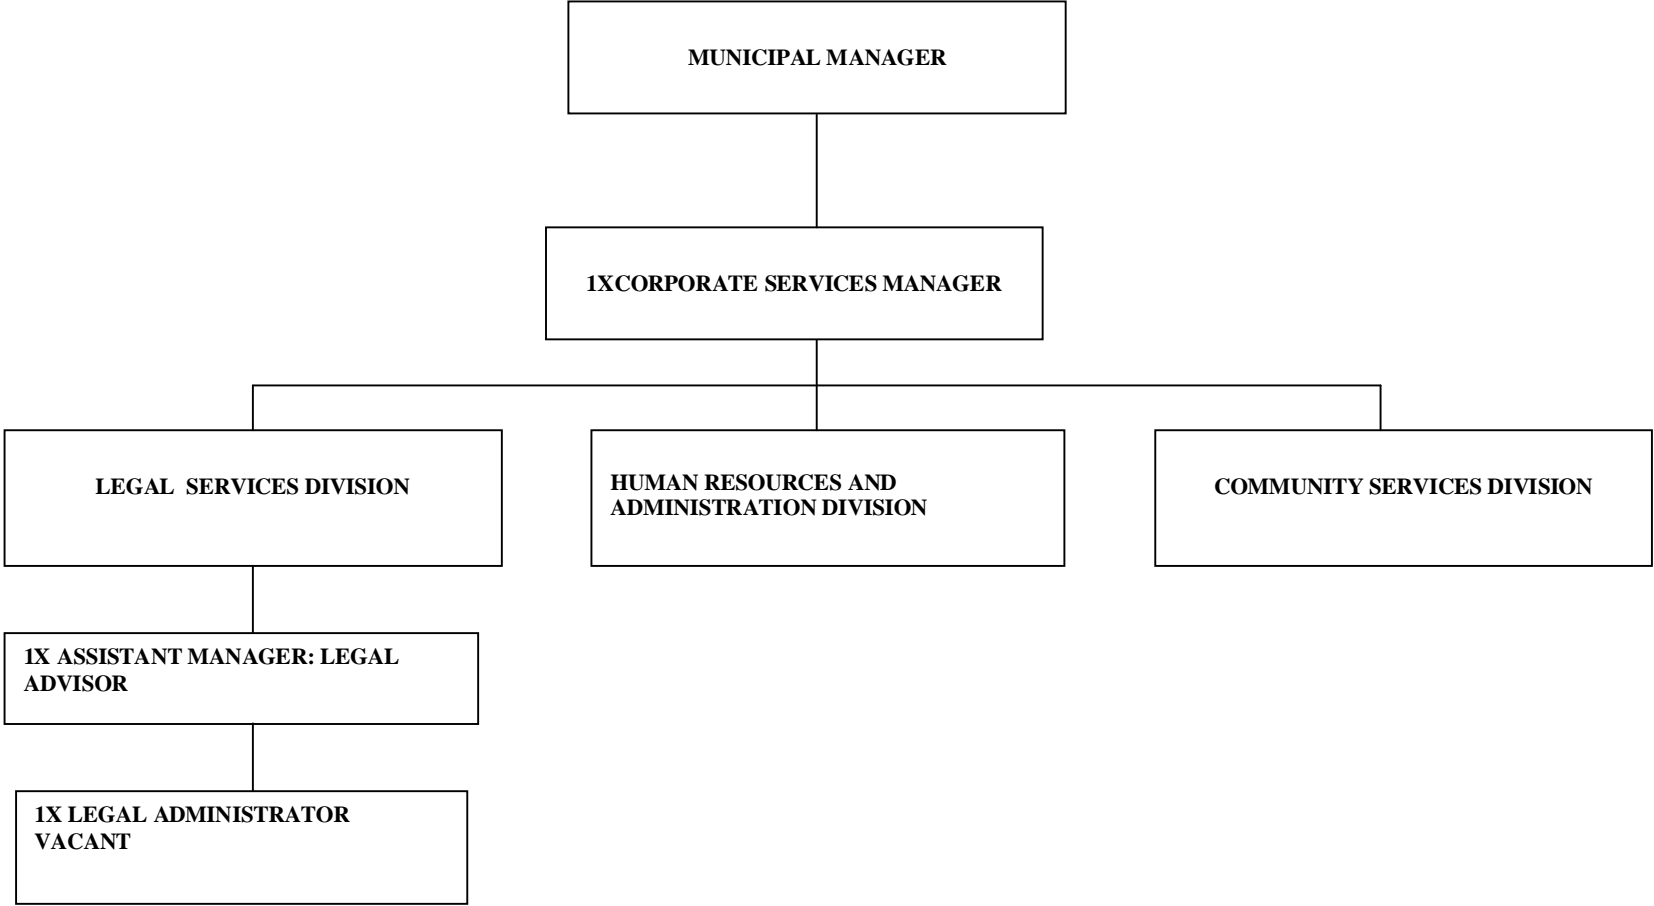 MUNICIPAL MANAGER
1XCORPORATE SERVICES MANAGER
LEGAL SERVICES DIVISION
HUMAN RESOURCES AND
ADMINISTRATION DIVISION
COMMUNITY SERVICES DIVISION
1X ASSISTANT MANAGER: LEGAL
ADVISOR
1X LEGAL ADMINISTRATOR
VACANT